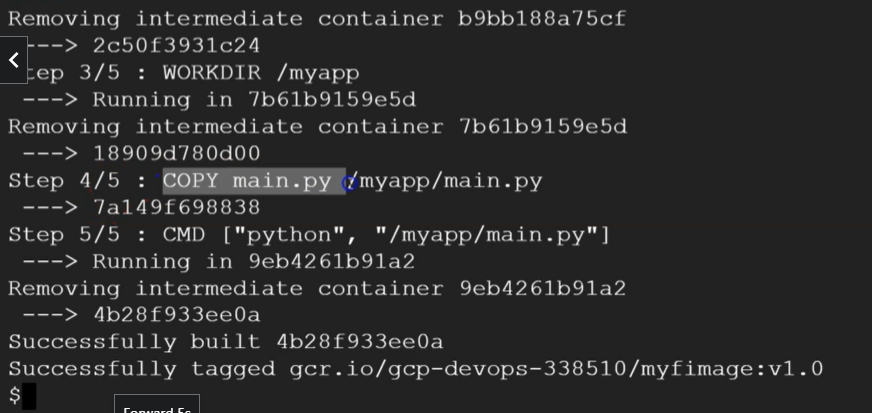 Removing intermediate container b9bb188a75cf
---> 2c50f3931c24
tep 3/5 : WORKDIR /myapp
---> Running in 7b61b9159e5d
Removing intermediate container 7b61b9159e5d
---> 18909d780d00
Step 4/5 : COPY main.py /myapp/main.py
---> 7a149f698838
Step 5/5 : CMD ["python", "/myapp/main.py"]
---> Running in 9eb4261b91a2
Removing intermediate container 9eb4261b91a2
---> 4b28f933ee0a
Successfully built 4b28f933ee0a
Successfully tagged gcr.io/gcp-devops-338510/myfimage:v1.0
$
Forward 5s